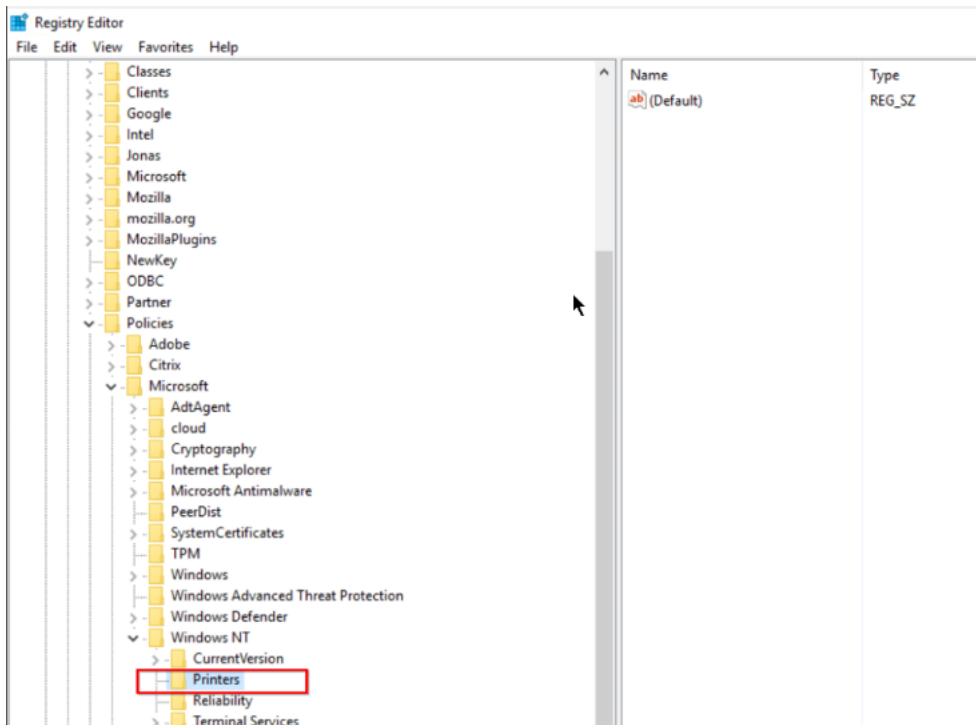 Registry Editor
File Edit View Favorites Help
Classes
Clients
Google
Intel
Jonas
Microsoft
Mozilla
mozilla.org
MozillaPlugins
NewKey
ODBC
Partner
Policies
Adobe
Citrix
Microsoft
AdtAgent
cloud
Cryptography
Internet Explorer
Microsoft Antimalware
PeerDist
SystemCertificates
TPM
Windows
Windows Advanced Threat Protection
Windows Defender
Windows NT
CurrentVersion
Printers
Reliability
Terminal Services
Name Type
ab (Default) REG_SZ